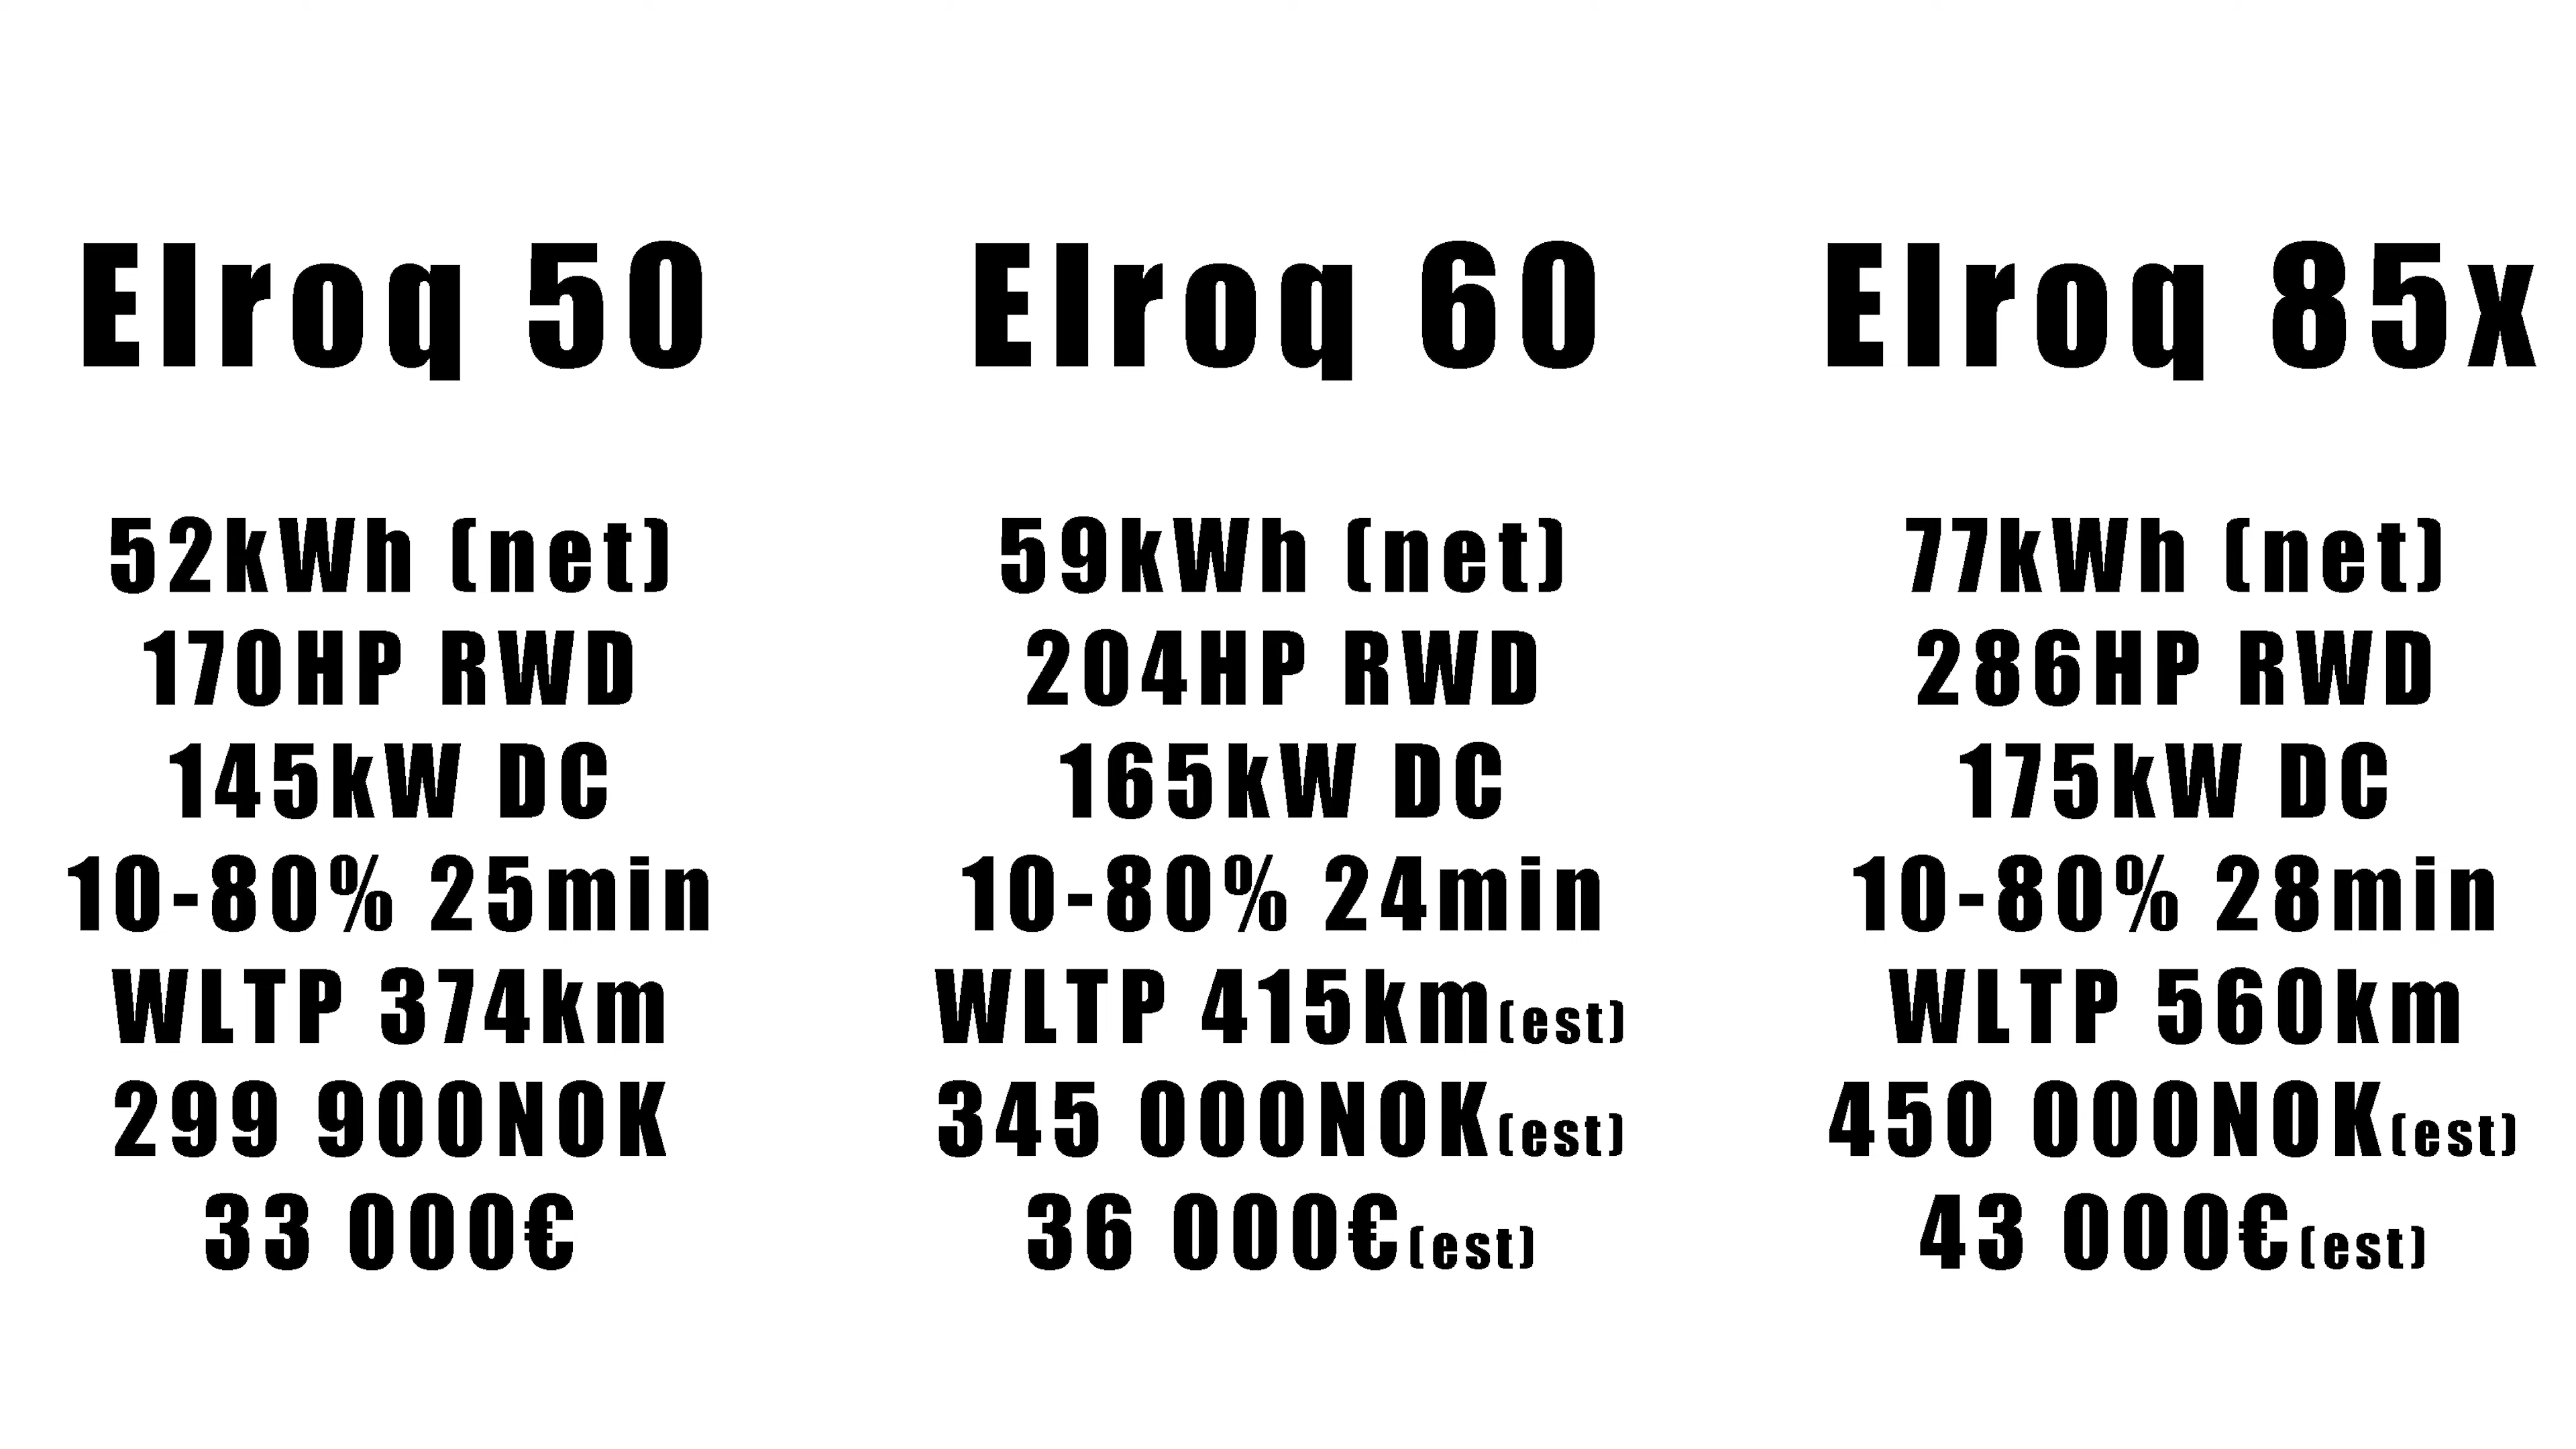 Elroq 50
52kWh (net)
170HP RWD
145kW DC
10-80% 25min
WLTP 374km
299 900NOK
33 000€
Elroq 60
59kWh (net)
204HP RWD
165kW DC
10-80% 24min
WLTP 415km(est)
345 000NOK(est)
36 000€(est)
Elroq 85x
77kWh (net)
286HP RWD
175kW DC
10-80% 28min
WLTP 560km
450 000NOK(est)
43 000€(est)